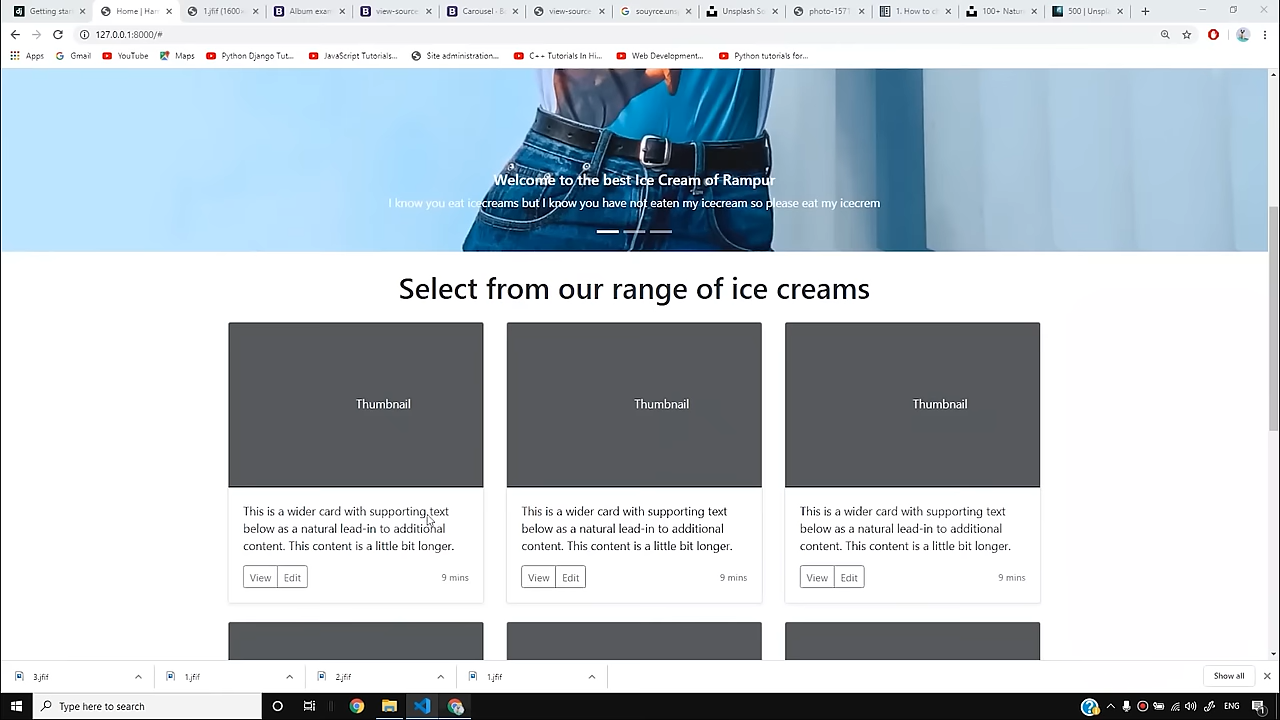 Getting start
Home | Han
1.jfif (1600×
Album exam
view-source
Carousel - B
view-source
souyrce.uns
Unsplash So
photo-1571
1. How to c
100+ Natur
500 | Unspl
127.0.0.1:8000/#
Apps
Gmail
YouTube
Maps
Python Django Tut...
JavaScript Tutorials...
Site administration...
C++ Tutorials In Hi...
Web Development...
Python tutorials for...
Welcome to the best Ice Cream of Rampur
I know you eat icecreams but I know you have not eaten my icecream so please eat my icecrem
Select from our range of ice creams
Thumbnail
Thumbnail
Thumbnail
This is a wider card with supporting text
below as a natural lead-in to additional
content. This content is a little bit longer.
View Edit 9 mins
This is a wider card with supporting text
below as a natural lead-in to additional
content. This content is a little bit longer.
View Edit 9 mins
This is a wider card with supporting text
below as a natural lead-in to additional
content. This content is a little bit longer.
View Edit 9 mins
3.jfif
1.jfif
2.jfif
1.jfif
Show all
Type here to search
ENG